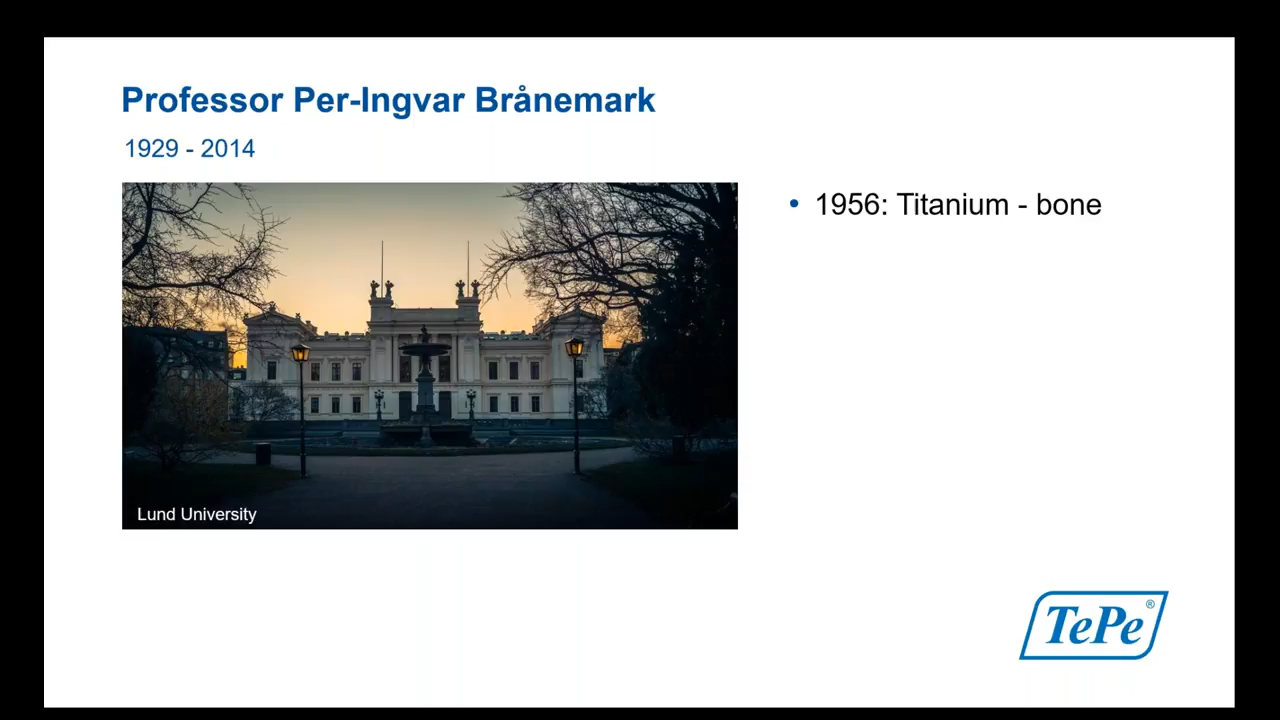 Professor Per-Ingvar Brånemark
1929 - 2014
• 1956: Titanium - bone
Lund University
TePe®